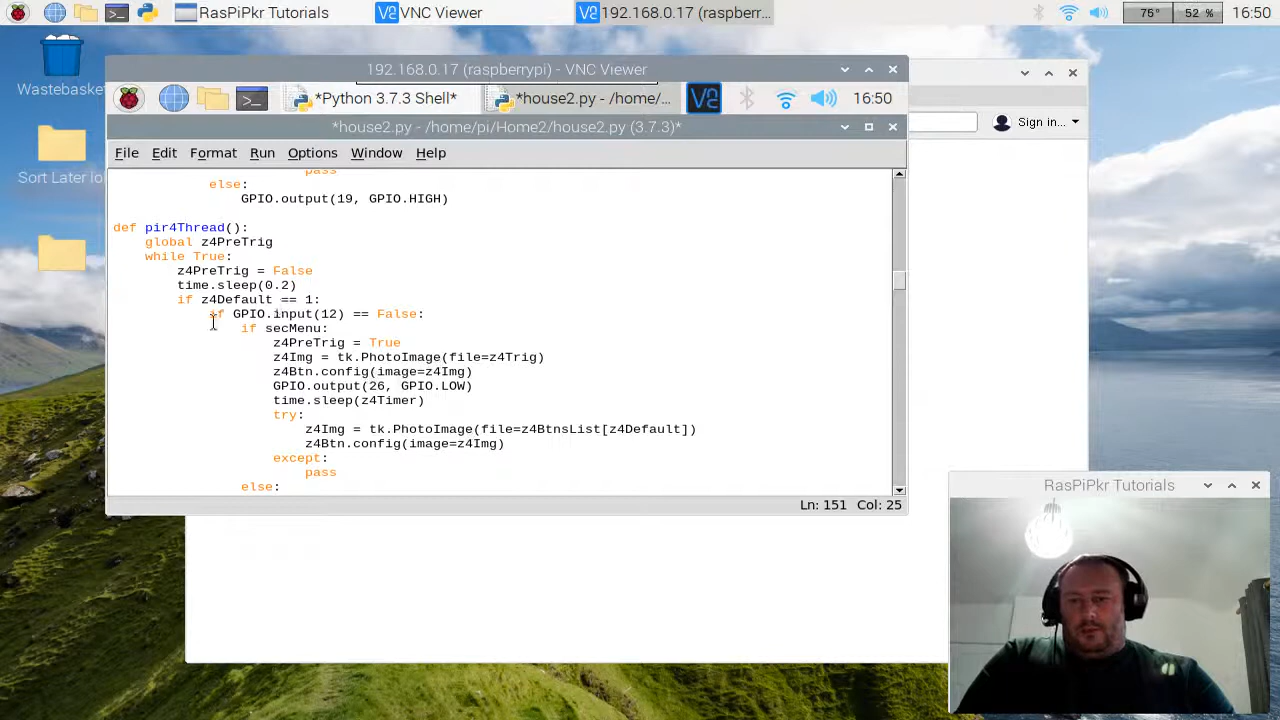 RasPiPkr Tutorials
VNC Viewer
192.168.0.17 (raspberr...
75°
52 %
16:50
Wastebasket
Sort Later lo
192.168.0.17 (raspberrypi) - VNC Viewer
*Python 3.7.3 Shell*
*house2.py - /home/...
16:50
Sign in...
*house2.py - /home/pi/Home2/house2.py (3.7.3)*
File Edit Format Run Options Window Help
pass
else:
GPIO.output(19, GPIO.HIGH)
def pir4Thread():
global z4PreTrig
while True:
z4PreTrig = False
time.sleep(0.2)
if z4Default == 1:
if GPIO.input(12) == False:
if secMenu:
z4PreTrig = True
z4Img = tk.PhotoImage(file=z4Trig)
z4Btn.config(image=z4Img)
GPIO.output(26, GPIO.LOW)
time.sleep(z4Timer)
try:
z4Img = tk.PhotoImage(file=z4BtnsList[z4Default])
z4Btn.config(image=z4Img)
except:
pass
else:
Ln: 151 Col: 25
RasPiPkr Tutorials